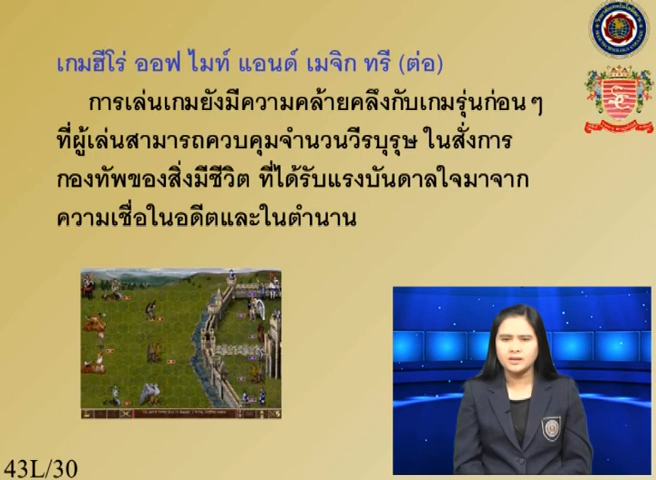 เกมฮีโร่ ออฟ ไมท์ แอนด์ เมจิก ทรี (ต่อ)
การเล่นเกมยังมีความคล้ายคลึงกับเกมรุ่นก่อน ๆ
ที่ผู้เล่นสามารถควบคุมจำนวนวีรบุรุษ ในสั่งการ
กองทัพของสิ่งมีชีวิต ที่ได้รับแรงบันดาลใจมาจาก
ความเชื่อในอดีตและในตำนาน
43L/30